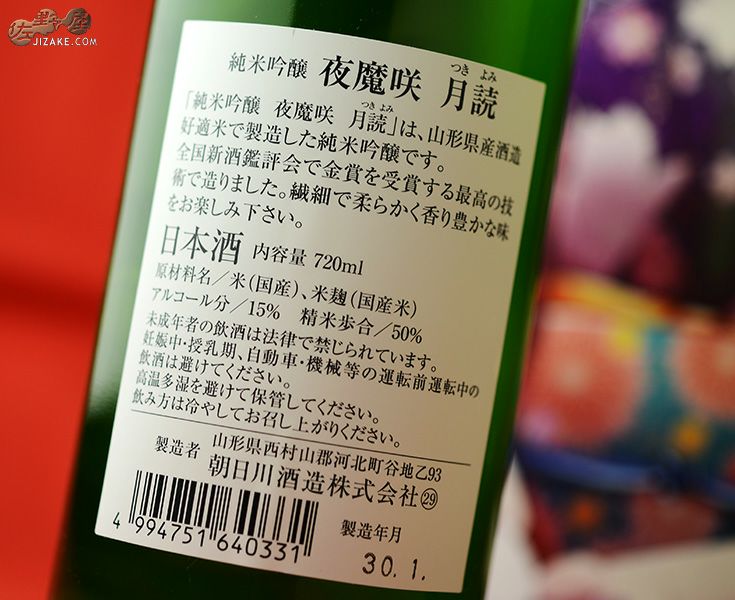 佐野屋
JIZAKE.COM
つき よみ
純米吟醸 夜魔咲 月読
つき よみ
「純米吟醸 夜魔咲 月読」は、山形県産酒造
好適米で製造した純米吟醸です。
全国新酒鑑評会で金賞を受賞する最高の技
術で造りました。繊細で柔らかく香り豊かな味
をお楽しみ下さい。
日本酒 内容量 720ml
原材料名／米(国産)、米麹(国産米)
アルコール分／15% 精米歩合／50%
未成年者の飲酒は法律で禁じられています。
妊娠中・授乳期、自動車・機械等の運転前運転中の
飲酒は避けてください。
高温多湿を避けて保管してください。
飲み方は冷やしてお召し上がりください。
山形県西村山郡河北町谷地乙93
製造者 朝日川酒造株式会社㉙
4 994751 640331
製造年月
30.1.